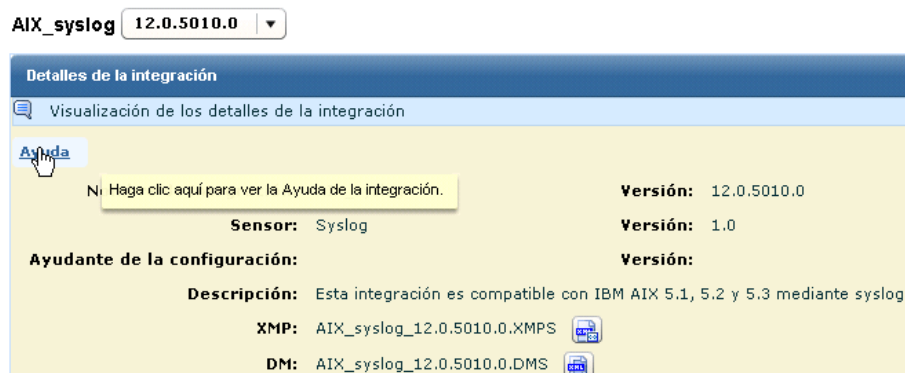 AIX_syslog 12.0.5010.0
Detalles de la integración
Visualización de los detalles de la integración
Ayuda
Haga clic aquí para ver la Ayuda de la integración.
Versión: 12.0.5010.0
Sensor: Syslog Versión: 1.0
Ayudante de la configuración: Versión:
Descripción: Esta integración es compatible con IBM AIX 5.1, 5.2 y 5.3 mediante syslog
XMP: AIX_syslog_12.0.5010.0.XMPS
DM: AIX_syslog_12.0.5010.0.DMS